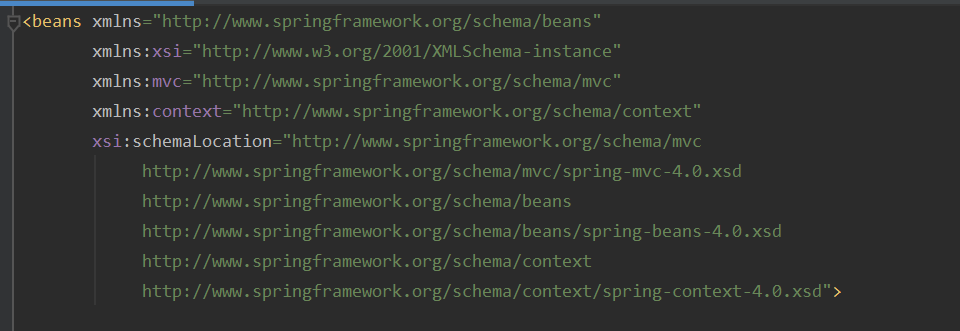 <beans xmlns="http://www.springframework.org/schema/beans"
xmlns:xsi="http://www.w3.org/2001/XMLSchema-instance"
xmlns:mvc="http://www.springframework.org/schema/mvc"
xmlns:context="http://www.springframework.org/schema/context"
xsi:schemaLocation="http://www.springframework.org/schema/mvc
http://www.springframework.org/schema/mvc/spring-mvc-4.0.xsd
http://www.springframework.org/schema/beans
http://www.springframework.org/schema/beans/spring-beans-4.0.xsd
http://www.springframework.org/schema/context
http://www.springframework.org/schema/context/spring-context-4.0.xsd">